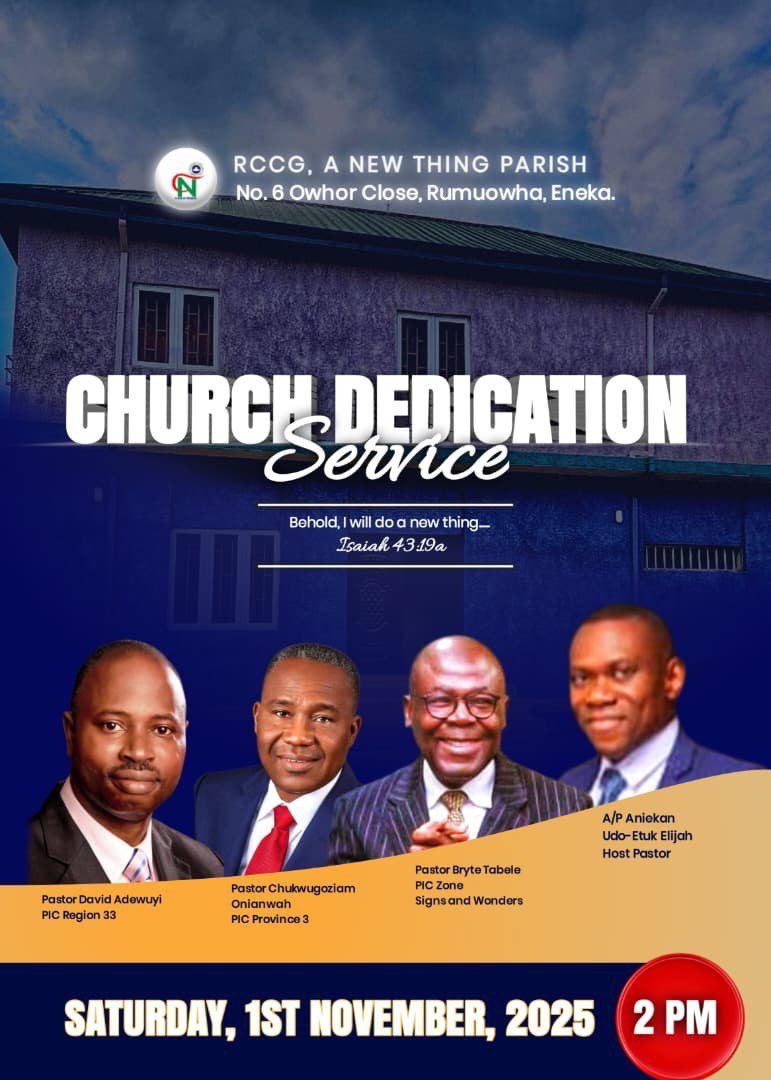 RCCG, A NEW THING PARISH
No. 6 Owhor Close, Rumuowha, Eneka.
CHURCH DEDICATION
Service
Behold, I will do a new thing....
Isaiah 43:19a
Pastor David Adewuyi
PIC Region 33
Pastor Chukwugoziam
Onianwah
PIC Province 3
Pastor Bryte Tabele
PIC Zone
Signs and Wonders
A/P Aniekan
Udo-Etuk Elijah
Host Pastor
SATURDAY, 1ST NOVEMBER, 2025
2 PM